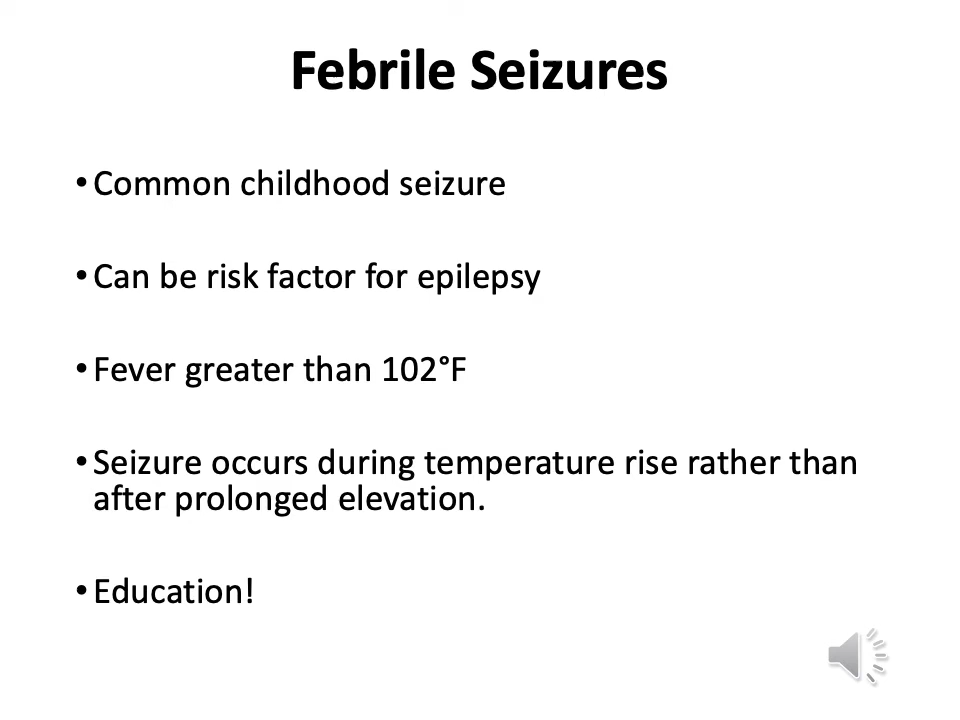 Febrile Seizures
• Common childhood seizure
• Can be risk factor for epilepsy
• Fever greater than 102°F
• Seizure occurs during temperature rise rather than
after prolonged elevation.
• Education!